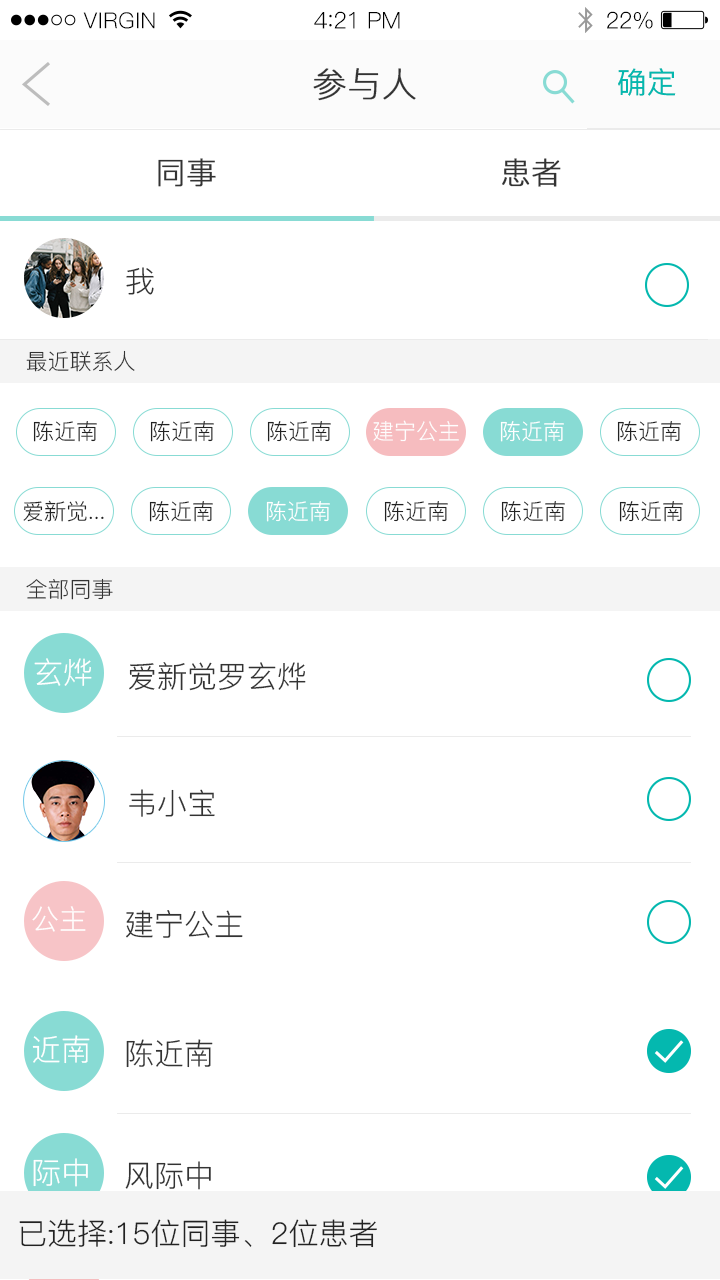 VIRGIN 4:21 PM 22%
参与人 确定
同事 患者
我
最近联系人
陈近南 陈近南 陈近南 建宁公主 陈近南 陈近南
爱新觉... 陈近南 陈近南 陈近南 陈近南 陈近南
全部同事
玄烨 爱新觉罗玄烨
韦小宝
公主 建宁公主
近南 陈近南
际中 风际中
已选择:15位同事、2位患者